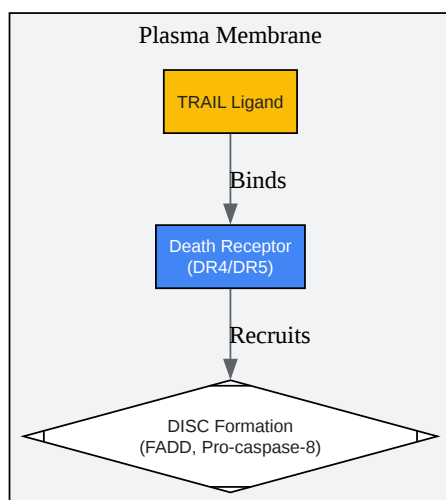 Plasma Membrane
TRAIL Ligand
Binds
Death Receptor
(DR4/DR5)
Recruits
DISC Formation
(FADD, Pro-caspase-8)